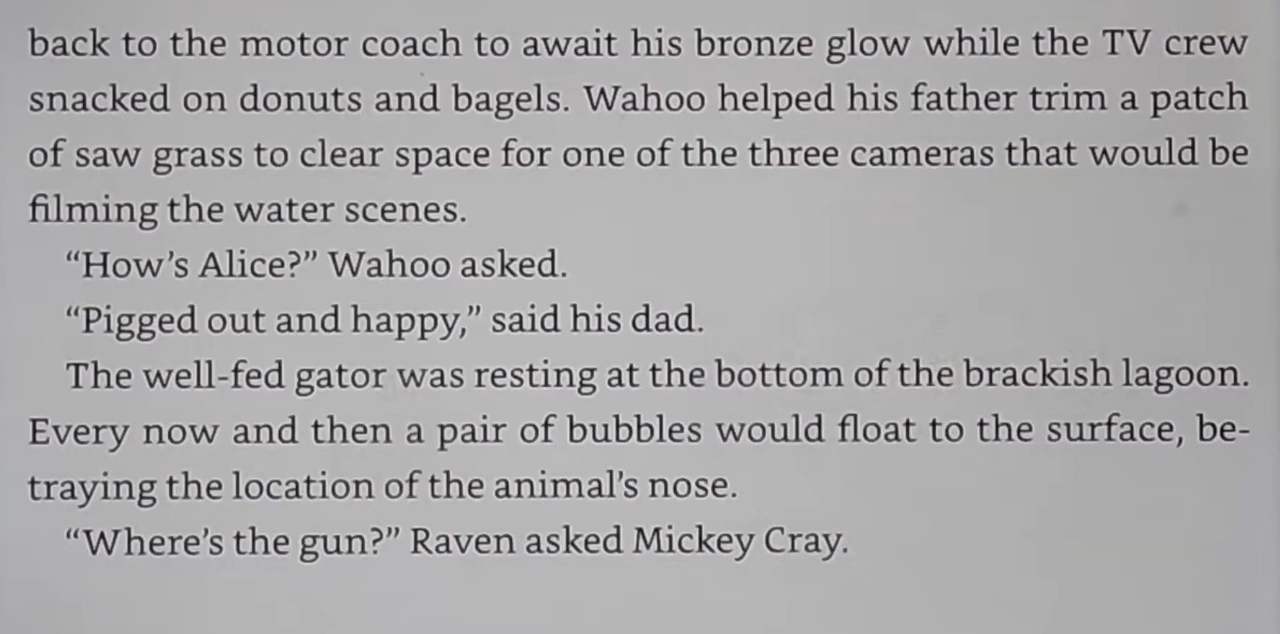 back to the motor coach to await his bronze glow while the TV crew
snacked on donuts and bagels. Wahoo helped his father trim a patch
of saw grass to clear space for one of the three cameras that would be
filming the water scenes.
“How’s Alice?” Wahoo asked.
“Pigged out and happy,” said his dad.
The well-fed gator was resting at the bottom of the brackish lagoon.
Every now and then a pair of bubbles would float to the surface, be-
traying the location of the animal’s nose.
“Where’s the gun?” Raven asked Mickey Cray.